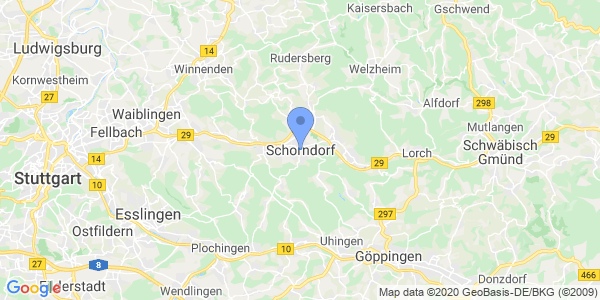 Kaisersbach
Gschwend
Ludwigsburg
14
Rudersberg
Kornwestheim
Winnenden
Welzheim
27
Alfdorf
298
Waiblingen
Mutlangen
Fellbach
29
29
14
Schorndorf
Lorch
Schwäbisch
Gmünd
29
Stuttgart
10
Esslingen
297
Ostfildern
Plochingen
10
Uhingen
Göppingen
27
8
Donzdorf
466
Google
Filderstadt
Wendlingen
Map data ©2020 GeoBasis-DE/BKG (©2009)